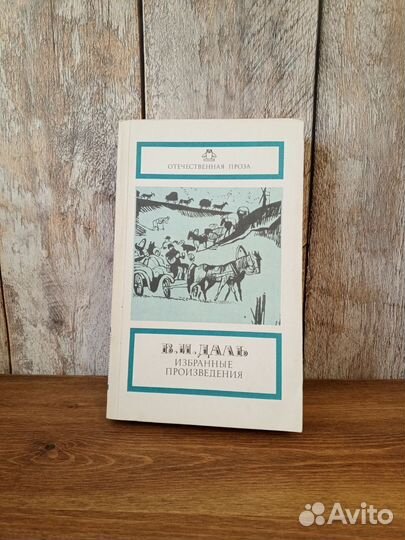 ОТЕЧЕСТВЕННАЯ ПРОЗА
В.И.ДАЛЬ
ИЗБРАННЫЕ
ПРОИЗВЕДЕНИЯ
Avito